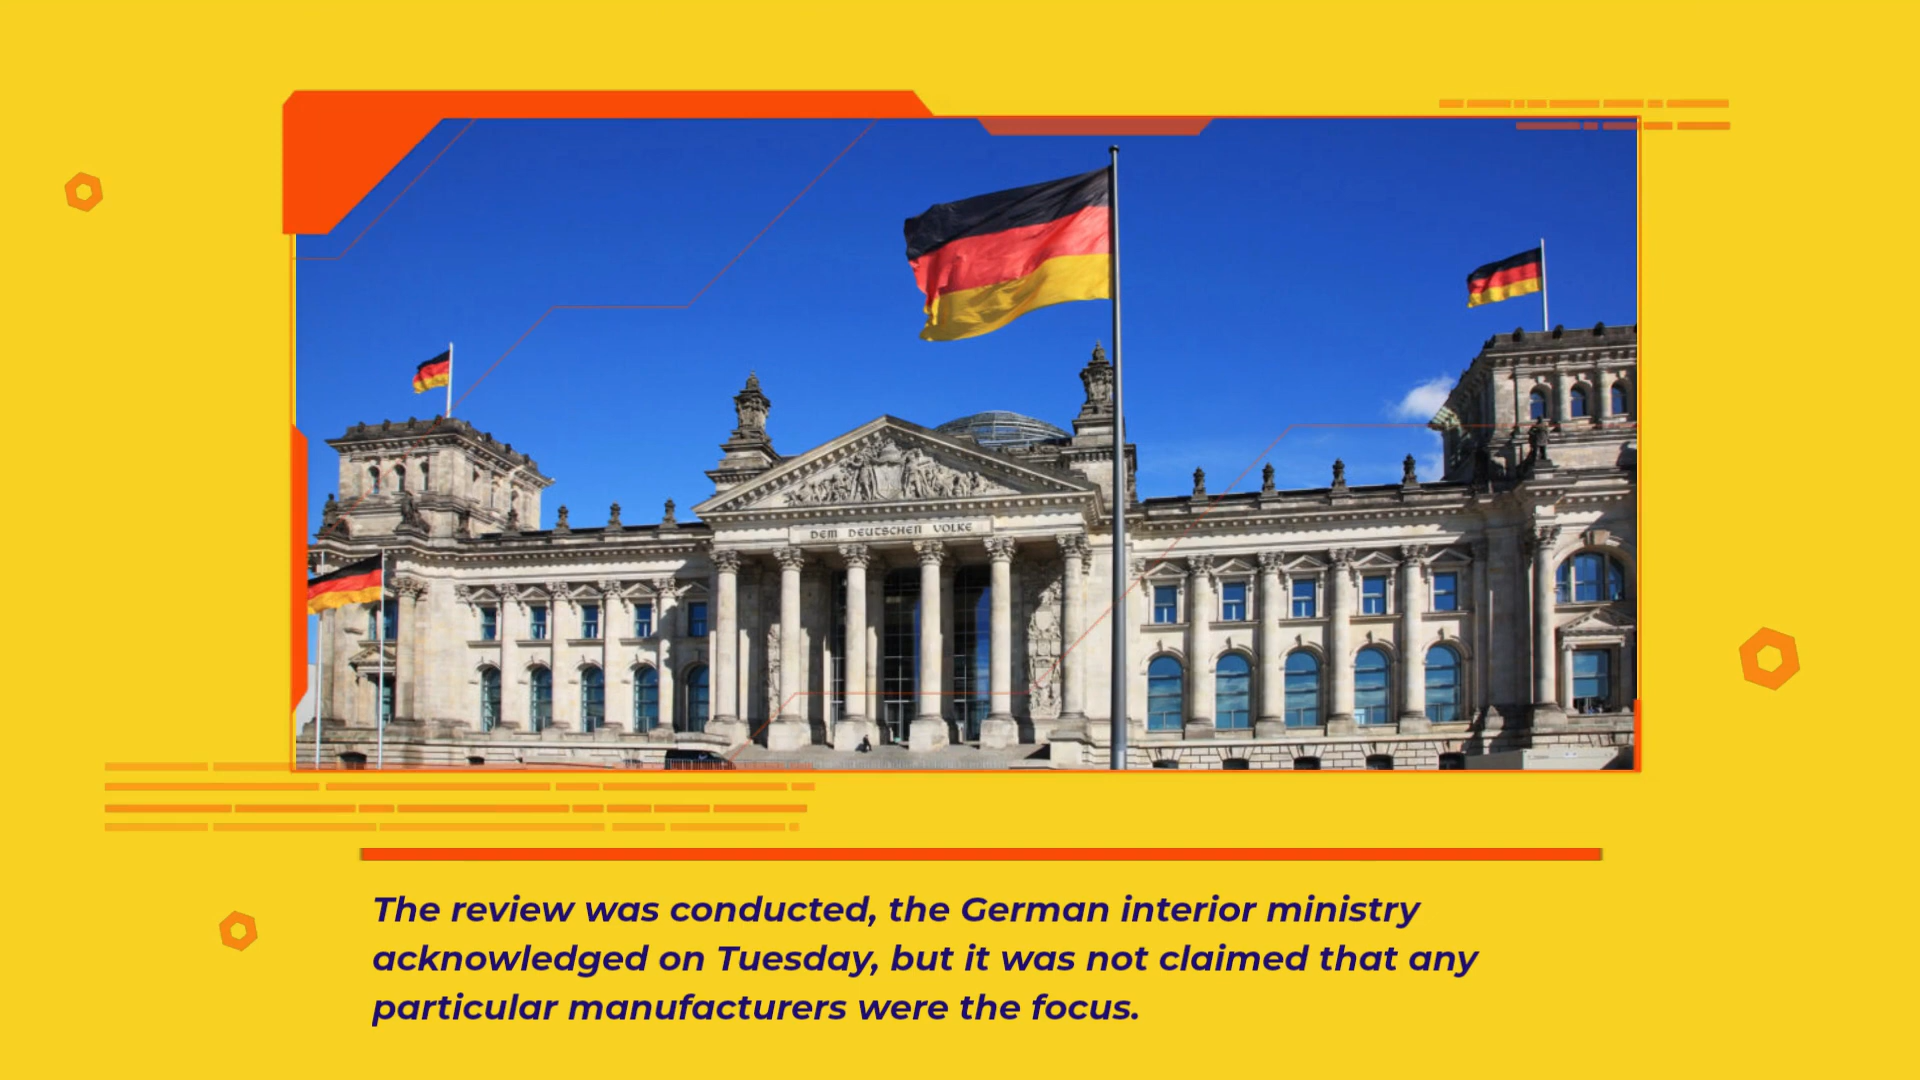 DEM DEUTSCHEN VOLKE
The review was conducted, the German interior ministry
acknowledged on Tuesday, but it was not claimed that any
particular manufacturers were the focus.